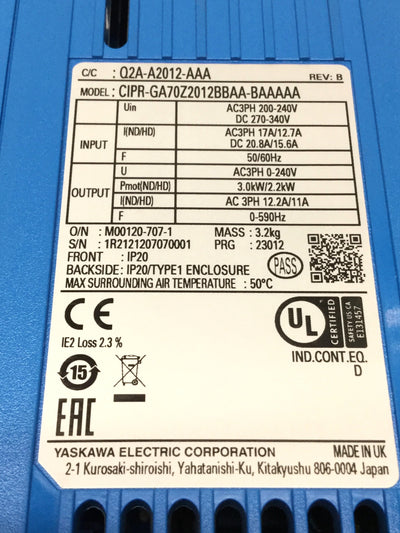 C/C : Q2A-A2012-AAA REV: B
MODEL : CIPR-GA70Z2012BBAA-BAAAAA
INPUT Uin AC3PH 200-240V
DC 270-340V
I(ND/HD) AC3PH 17A/12.7A
DC 20.8A/15.6A
F 50/60Hz
OUTPUT U AC3PH 0-240V
Pmot(ND/HD) 3.0kW/2.2kW
I(ND/HD) AC 3PH 12.2A/11A
F 0-590Hz
O/N : M00120-707-1 MASS : 3.2kg
S/N : 1R2121207070001 PRG : 23012
FRONT : IP20
BACKSIDE: IP20/TYPE1 ENCLOSURE
MAX SURROUNDING AIR TEMPERATURE : 50°C
PASS
CE
IE2 Loss 2.3 %
15
EAC
UL
CERTIFIED
SAFETY US CA
E131457
IND.CONT.EQ.
D
YASKAWA ELECTRIC CORPORATION MADE IN UK
2-1 Kurosaki-shiroishi, Yahatanishi-Ku, Kitakyushu 806-0004 Japan